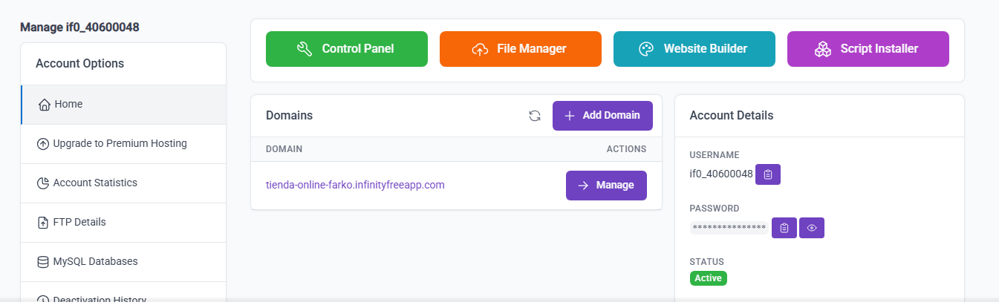 Manage if0_40600048
Account Options
Home
Upgrade to Premium Hosting
Account Statistics
FTP Details
MySQL Databases
Deactivation History
Control Panel
File Manager
Website Builder
Script Installer
Domains
Add Domain
DOMAIN
ACTIONS
tienda-online-farko.infinityfreeapp.com
Manage
Account Details
USERNAME
if0_40600048
PASSWORD
***************
STATUS
Active